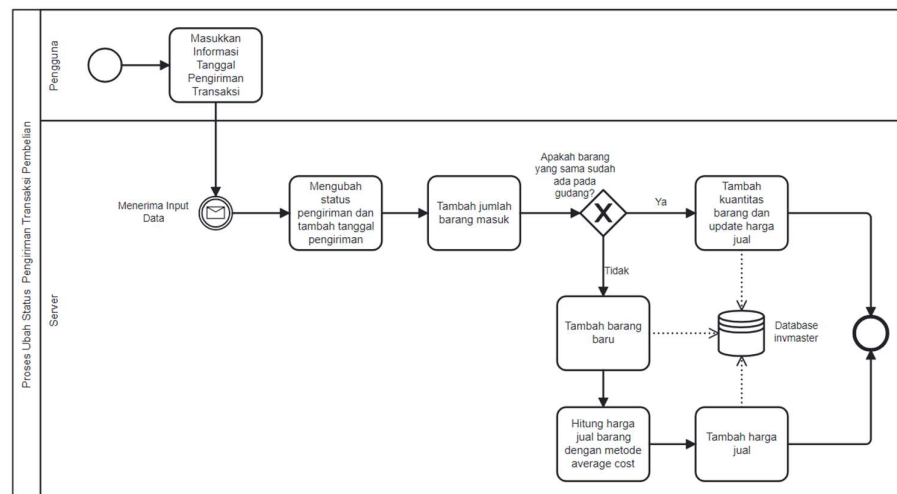 Proses Ubah Status Pengiriman Transaksi Pembelian
Pengguna
Masukkan
Informasi
Tanggal
Pengiriman
Transaksi
Server
Menerima Input
Data
Mengubah
status
pengiriman dan
tambah tanggal
pengiriman
Tambah jumlah
barang masuk
Apakah barang
yang sama sudah
ada pada
gudang?
Ya
Tambah
kuantitas
barang dan
update harga
jual
Tidak
Tambah barang
baru
Database
invmaster
Hitung harga
jual barang
dengan metode
average cost
Tambah harga
jual